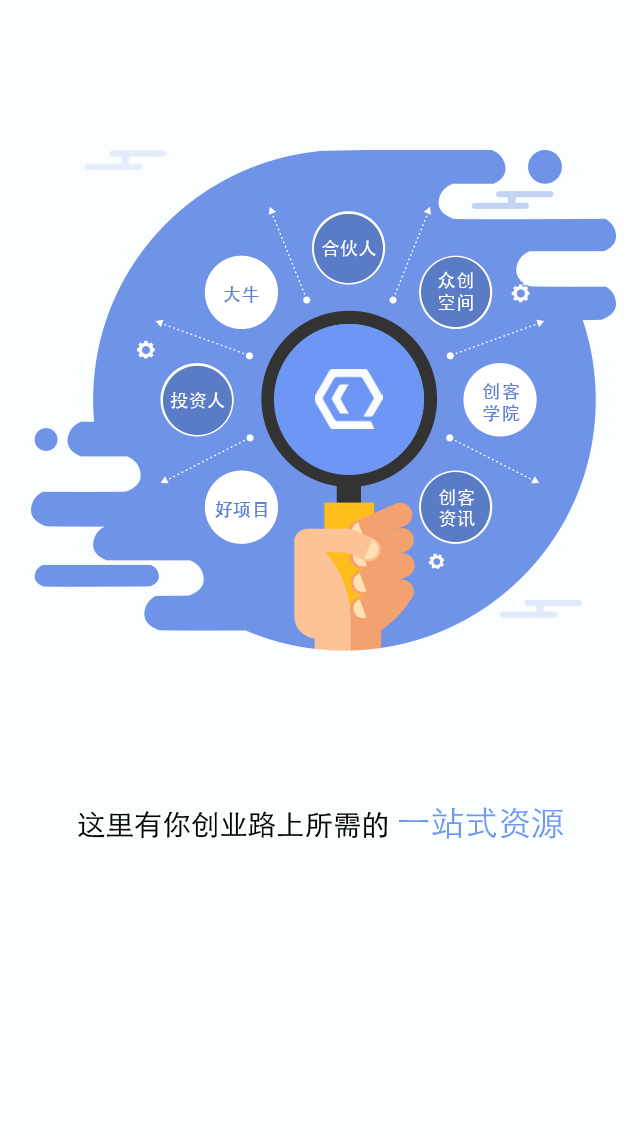 合伙人
大牛
众创
空间
投资人
创客
学院
好项目
创客
资讯
这里有你创业路上所需的 一站式资源